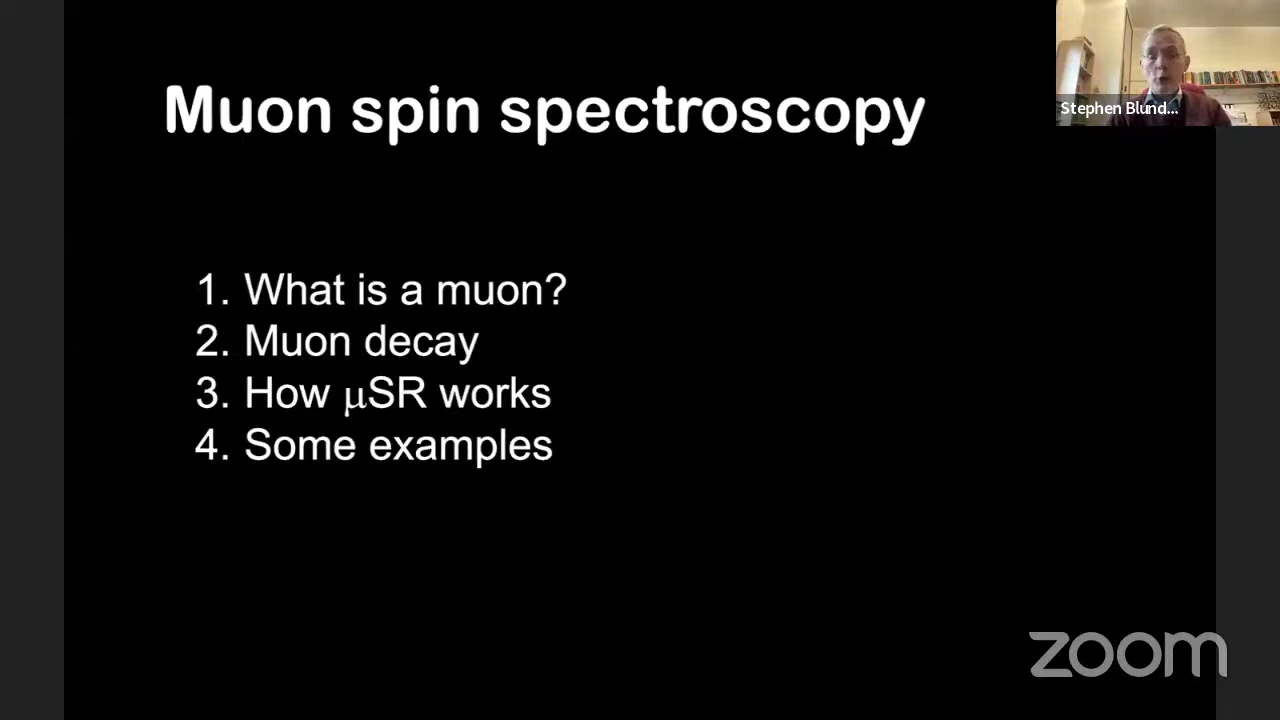 Muon spin spectroscopy
Stephen Blund...
1. What is a muon?
2. Muon decay
3. How μSR works
4. Some examples
zoom